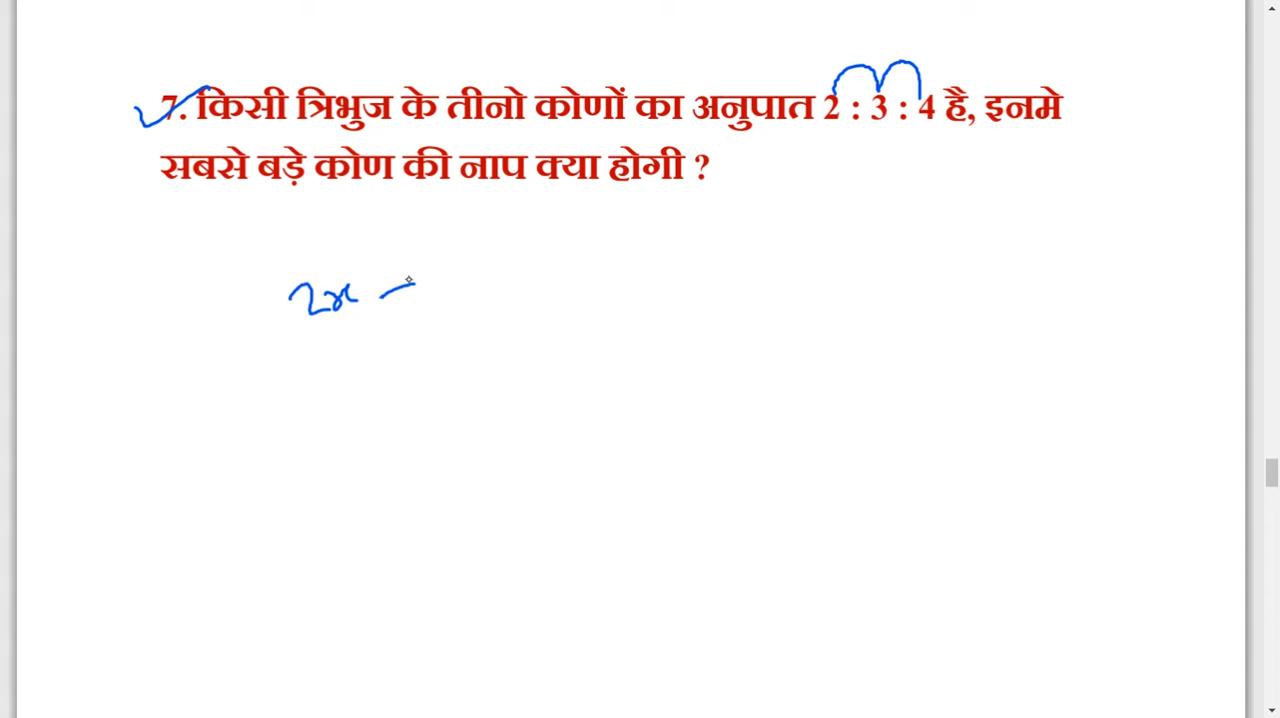 7. किसी त्रिभुज के तीनो कोणों का अनुपात 2 : 3 : 4 है, इनमे
सबसे बड़े कोण की नाप क्या होगी ?
2x -